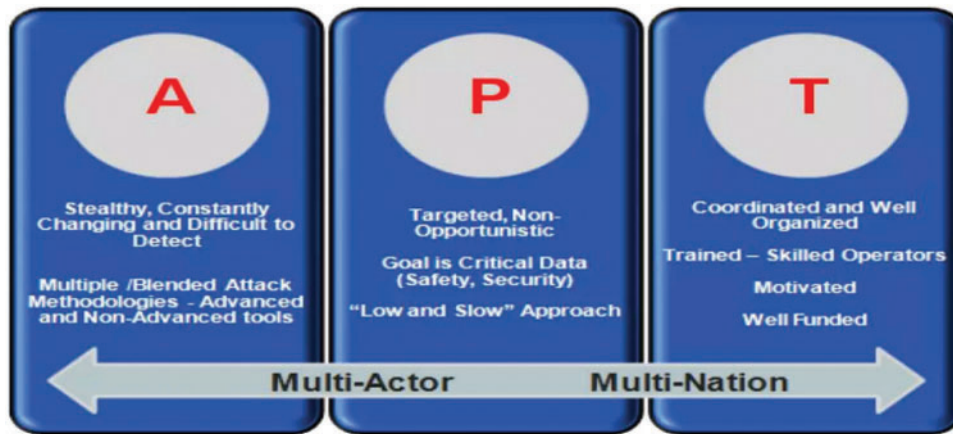 A
Stealthy, Constantly
Changing and Difficult to
Detect
Multiple /Blended Attack
Methodologies - Advanced
and Non-Advanced tools
P
Targeted, Non-
Opportunistic
Goal is Critical Data
(Safety, Security)
“Low and Slow” Approach
T
Coordinated and Well
Organized
Trained – Skilled Operators
Motivated
Well Funded
Multi-Actor
Multi-Nation